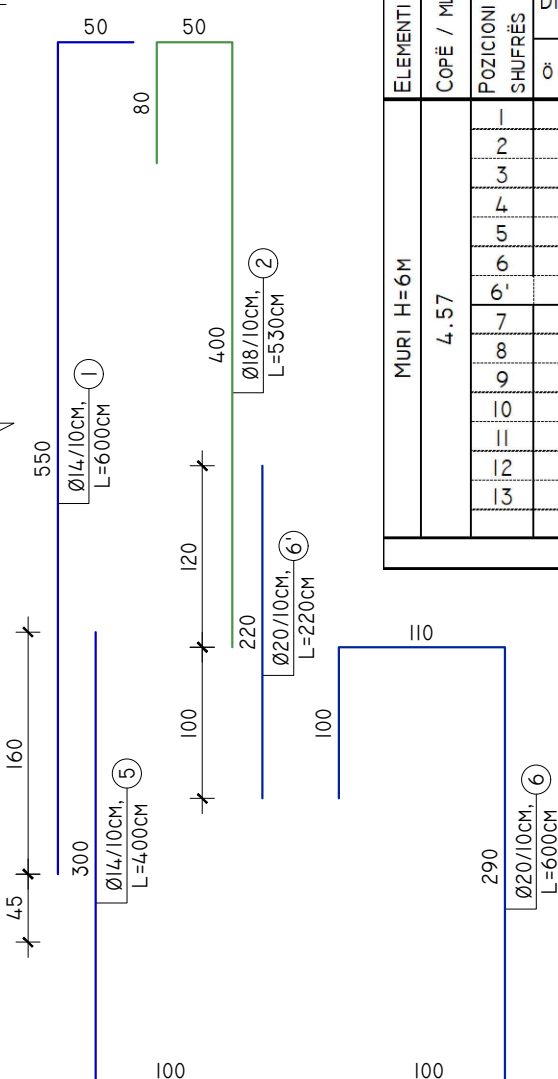 50
50
80
550
Ø14/10CM,
L=600CM
1
400
Ø18/10CM,
L=530CM
2
120
100
220
Ø20/10CM,
L=220CM
6'
160
45
300
Ø14/10CM,
L=400CM
5
110
100
290
Ø20/10CM,
L=600CM
6
100
100
ELEMENTI
COPË / ML
POZICIONI
SHUFRËS
MURI H=6M
4.57
1
2
3
4
5
6
6'
7
8
9
10
11
12
13